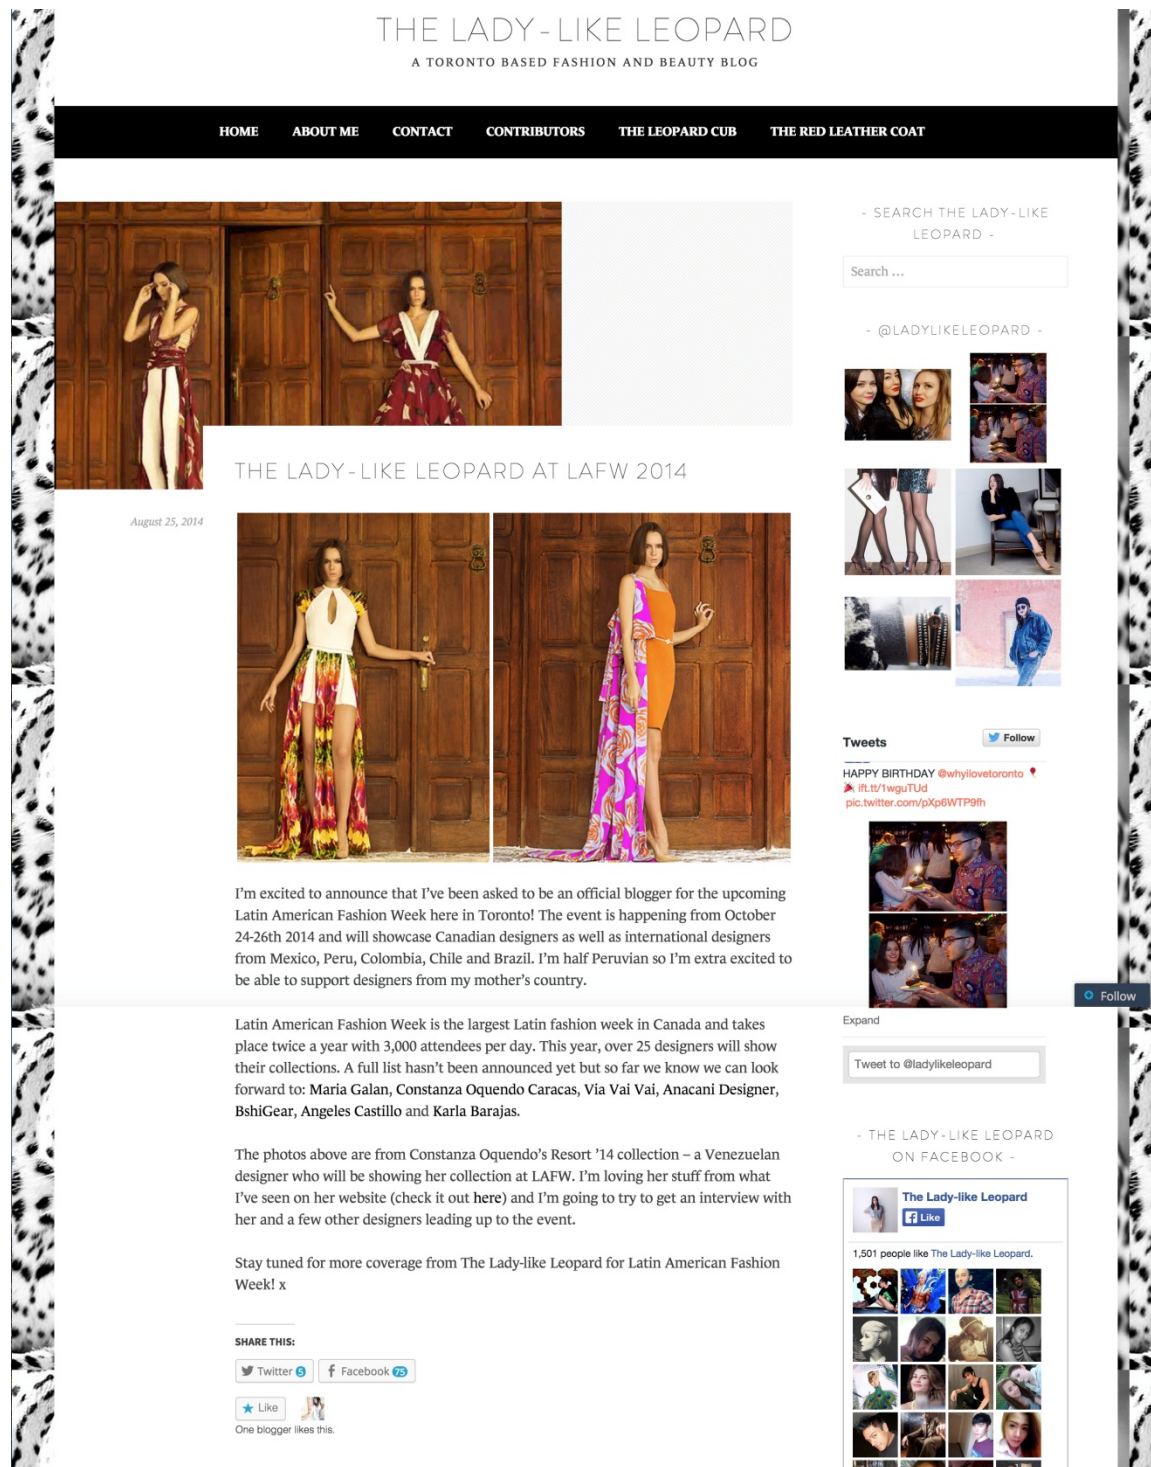 THE LADY-LIKE LEOPARD
A TORONTO BASED FASHION AND BEAUTY BLOG
HOME ABOUT ME CONTACT CONTRIBUTORS THE LEOPARD CUB THE RED LEATHER COAT
THE LADY-LIKE LEOPARD AT LAFW 2014
August 25, 2014
I'm excited to announce that I've been asked to be an official blogger for the upcoming
Latin American Fashion Week here in Toronto! The event is happening from October
24-26th 2014 and will showcase Canadian designers as well as international designers
from Mexico, Peru, Colombia, Chile and Brazil. I'm half Peruvian so I'm extra excited to
be able to support designers from my mother's country.
Latin American Fashion Week is the largest Latin fashion week in Canada and takes
place twice a year with 3,000 attendees per day. This year, over 25 designers will show
their collections. A full list hasn't been announced yet but so far we know we can look
forward to: Maria Galan, Constanza Oquendo Caracas, Via Vai Vai, Anacani Designer,
BshiGear, Angeles Castillo and Karla Barajas.
The photos above are from Constanza Oquendo's Resort '14 collection – a Venezuelan
designer who will be showing her collection at LAFW. I'm loving her stuff from what
I've seen on her website (check it out here) and I'm going to try to get an interview with
her and a few other designers leading up to the event.
Stay tuned for more coverage from The Lady-like Leopard for Latin American Fashion
Week! x
SHARE THIS:
Twitter 5 Facebook 75
Like
One blogger likes this.
- SEARCH THE LADY-LIKE
LEOPARD -
Search ...
- @LADYLIKELEOPARD -
Tweets Follow
HAPPY BIRTHDAY @whyilovetoronto
ift.tt/1wguTUd
pic.twitter.com/pXp6WTP9fh
Follow
Expand
Tweet to @ladylikeleopard
- THE LADY-LIKE LEOPARD
ON FACEBOOK -
The Lady-like Leopard
Like
1,501 people like The Lady-like Leopard.